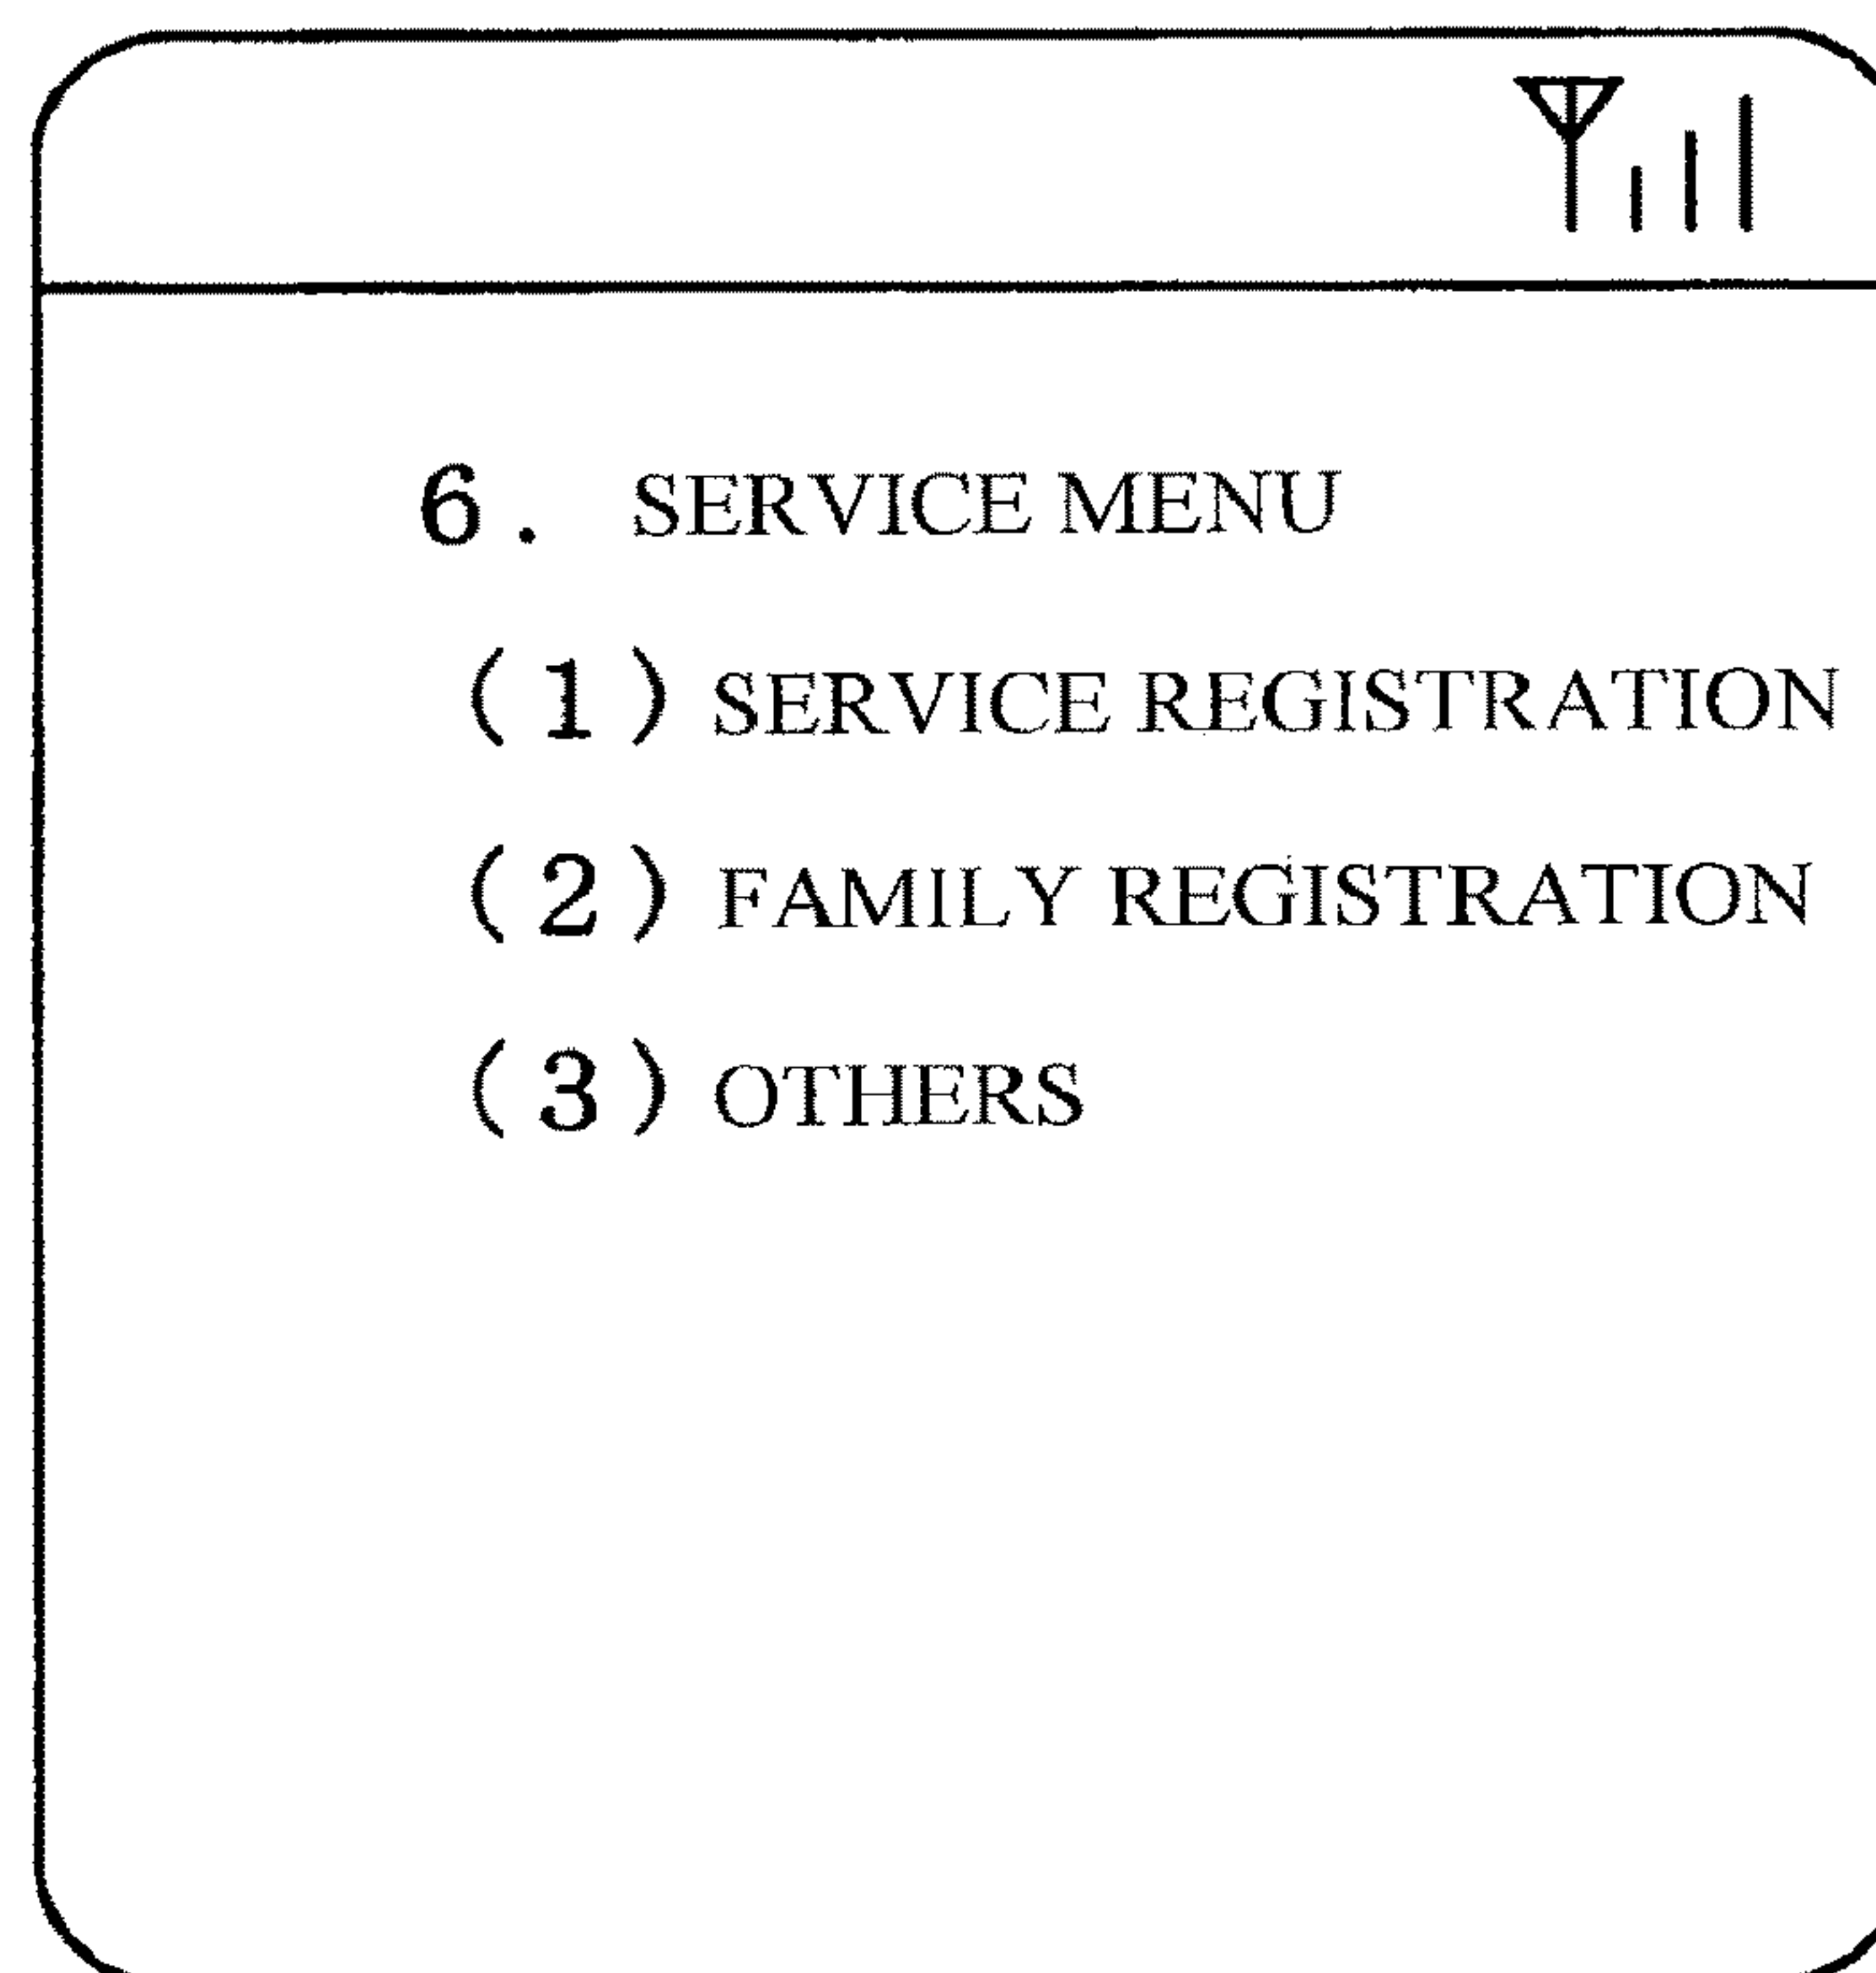 6. SERVICE MENU
(1) SERVICE REGISTRATION
(2) FAMILY REGISTRATION
(3) OTHERS